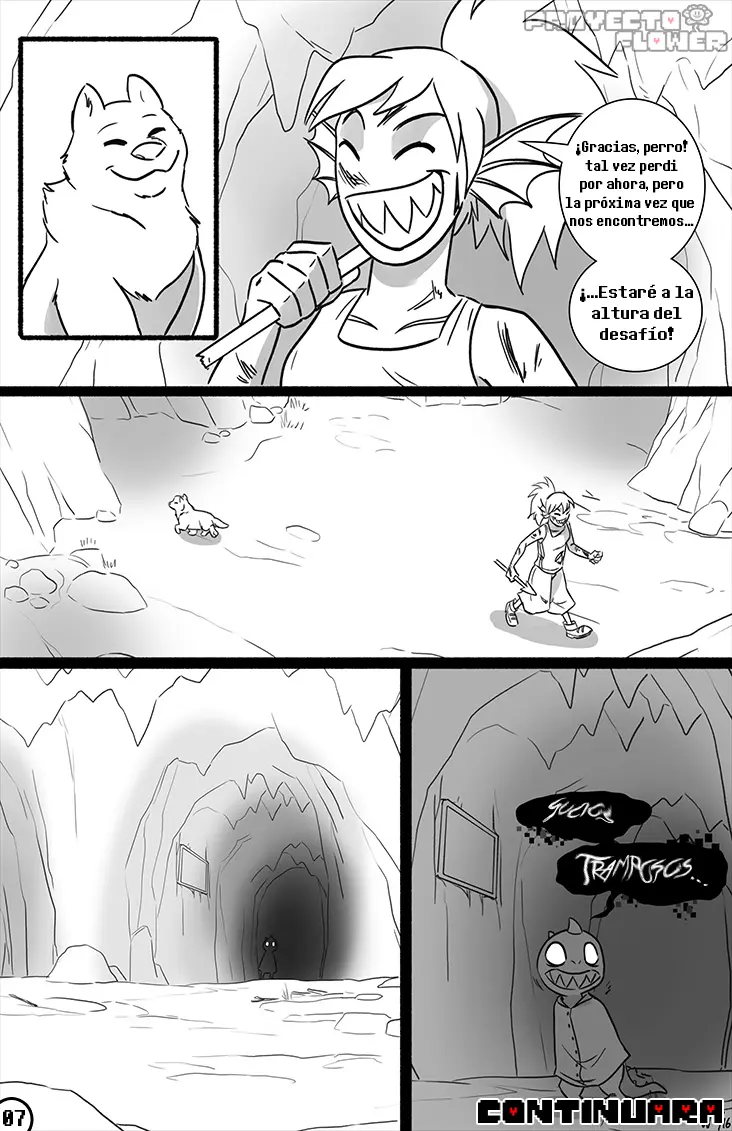 PROYECTO
FLOWER
¡Gracias, perro!
tal vez perdi
por ahora, pero
la próxima vez que
nos encontremos...
¡...Estaré a la
altura del
desafío!
SUCIOS
TRAMPOSOS...
07
CONTINUARA